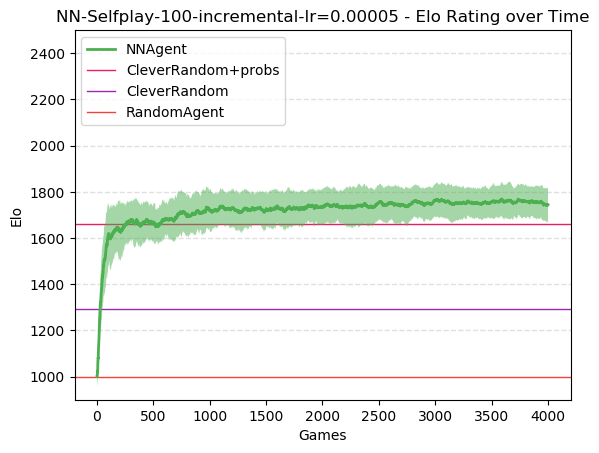 NN-Selfplay-100-incremental-lr=0.00005 - Elo Rating over Time
NNAgent
CleverRandom+probs
CleverRandom
RandomAgent
2400
2200
2000
1800
1600
1400
1200
1000
Elo
0
500
1000
1500
2000
2500
3000
3500
4000
Games